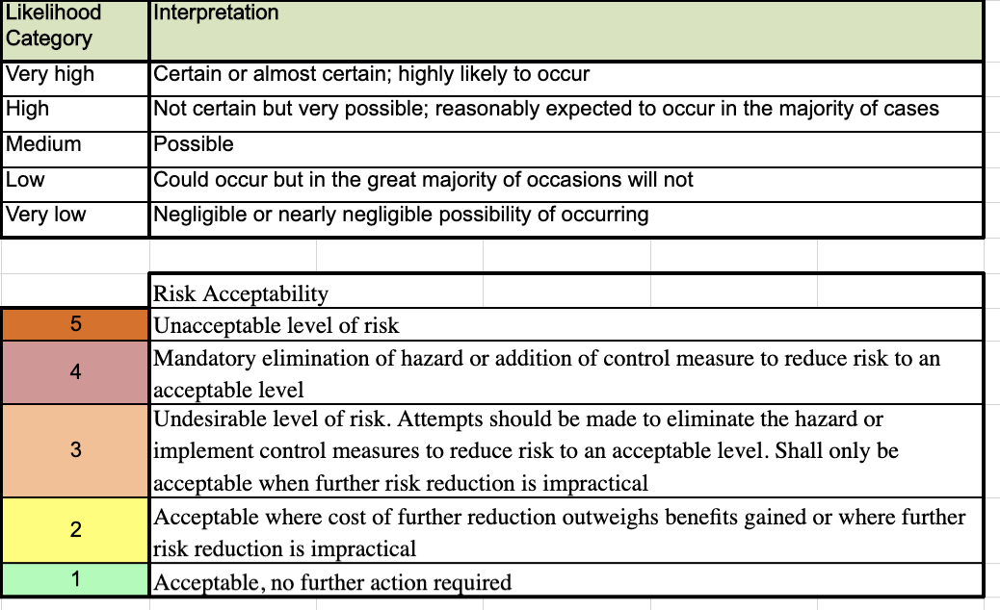 Likelihood Category Interpretation
Very high Certain or almost certain; highly likely to occur
High Not certain but very possible; reasonably expected to occur in the majority of cases
Medium Possible
Low Could occur but in the great majority of occasions will not
Very low Negligible or nearly negligible possibility of occurring
Risk Acceptability
5 Unacceptable level of risk
4 Mandatory elimination of hazard or addition of control measure to reduce risk to an
acceptable level
3 Undesirable level of risk. Attempts should be made to eliminate the hazard or
implement control measures to reduce risk to an acceptable level. Shall only be
acceptable when further risk reduction is impractical
2 Acceptable where cost of further reduction outweighs benefits gained or where further
risk reduction is impractical
1 Acceptable, no further action required